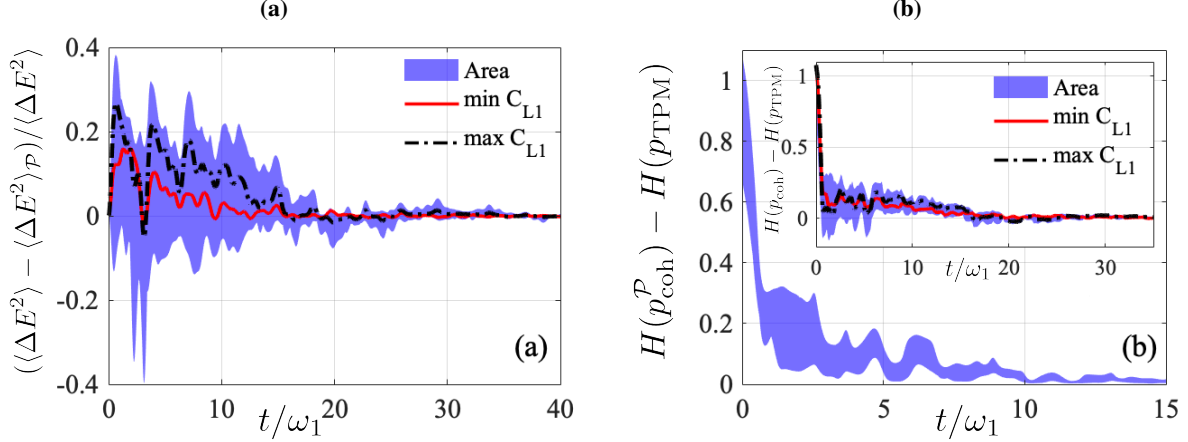 (a)
(b)
(⟨ΔE²⟩ − ⟨ΔE²⟩_𝒫)/⟨ΔE²⟩
0.4
0.2
0
-0.2
-0.4
Area
min C_L1
max C_L1
(a)
0
10
20
30
40
t/ω₁
H(p_coh^𝒫) − H(p_TPM)
1
0.8
0.6
0.4
0.2
0
H(p_coh) − H(p_TPM)
1
0.5
0
Area
min C_L1
max C_L1
0
10
20
30
t/ω₁
(b)
0
5
10
15
t/ω₁